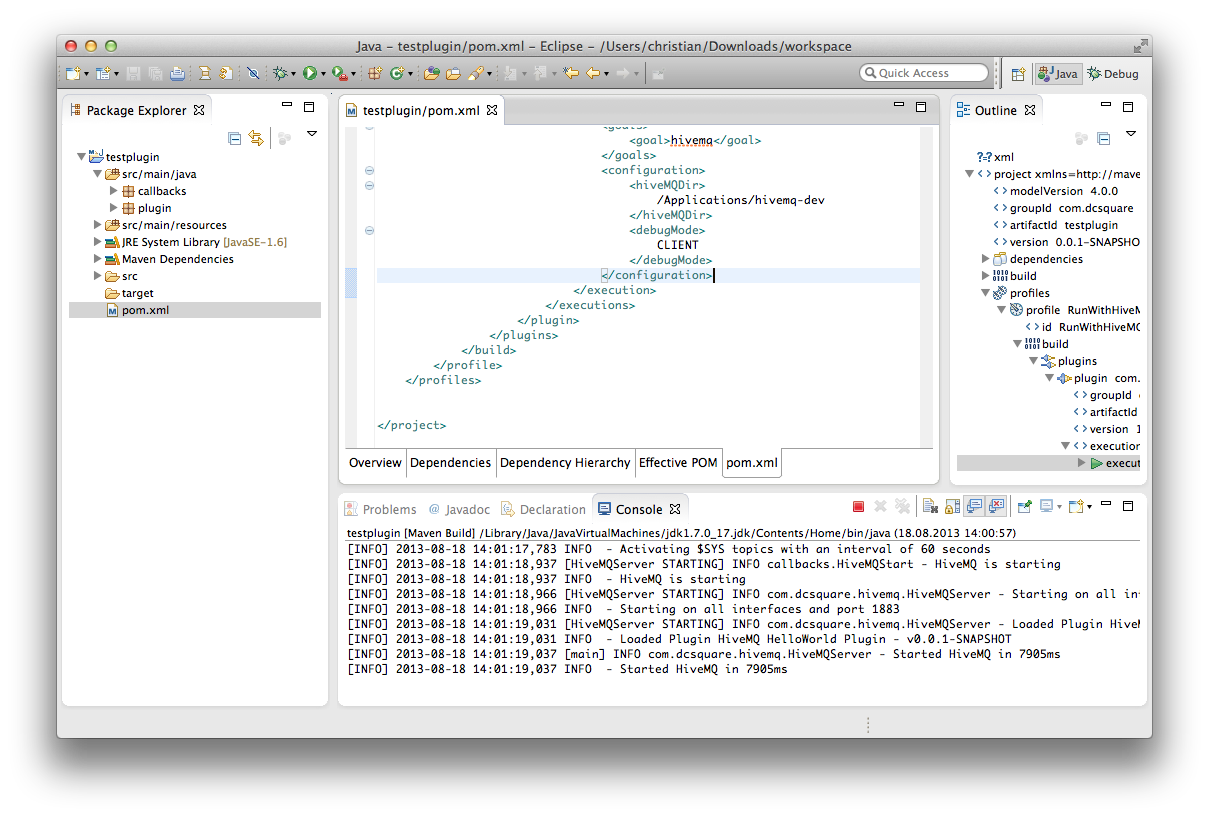 Java – testplugin/pom.xml – Eclipse – /Users/christian/Downloads/workspace
Quick Access
Java
Debug
Package Explorer
testplugin
src/main/java
callbacks
plugin
src/main/resources
JRE System Library [JavaSE-1.6]
Maven Dependencies
src
target
pom.xml
testplugin/pom.xml
<goals>
<goal>hivemq</goal>
</goals>
<configuration>
<hiveMQDir>
/Applications/hivemq-dev
</hiveMQDir>
<debugMode>
CLIENT
</debugMode>
</configuration>
</execution>
</executions>
</plugin>
</plugins>
</build>
</profile>
</profiles>
</project>
Overview
Dependencies
Dependency Hierarchy
Effective POM
pom.xml
Outline
?=? xml
project xmlns=http://mave
modelVersion 4.0.0
groupId com.dcsquare
artifactId testplugin
version 0.0.1-SNAPSHO
dependencies
build
profiles
profile RunWithHiveM
id RunWithHiveMQ
build
plugins
plugin com.
groupId
artifactId
version 1
execution
execut
Problems
@ Javadoc
Declaration
Console
testplugin [Maven Build] /Library/Java/JavaVirtualMachines/jdk1.7.0_17.jdk/Contents/Home/bin/java (18.08.2013 14:00:57)
[INFO] 2013-08-18 14:01:17,783 INFO  - Activating $SYS topics with an interval of 60 seconds
[INFO] 2013-08-18 14:01:18,937 [HiveMQServer STARTING] INFO callbacks.HiveMQStart - HiveMQ is starting
[INFO] 2013-08-18 14:01:18,937 INFO  - HiveMQ is starting
[INFO] 2013-08-18 14:01:18,966 [HiveMQServer STARTING] INFO com.dcsquare.hivemq.HiveMQServer - Starting on all in
[INFO] 2013-08-18 14:01:18,966 INFO  - Starting on all interfaces and port 1883
[INFO] 2013-08-18 14:01:19,031 [HiveMQServer STARTING] INFO com.dcsquare.hivemq.HiveMQServer - Loaded Plugin HiveM
[INFO] 2013-08-18 14:01:19,031 INFO  - Loaded Plugin HiveMQ HelloWorld Plugin - v0.0.1-SNAPSHOT
[INFO] 2013-08-18 14:01:19,037 [main] INFO com.dcsquare.hivemq.HiveMQServer - Started HiveMQ in 7905ms
[INFO] 2013-08-18 14:01:19,037 INFO  - Started HiveMQ in 7905ms